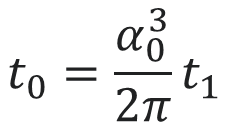 t₀ = α₀³ / 2π t₁